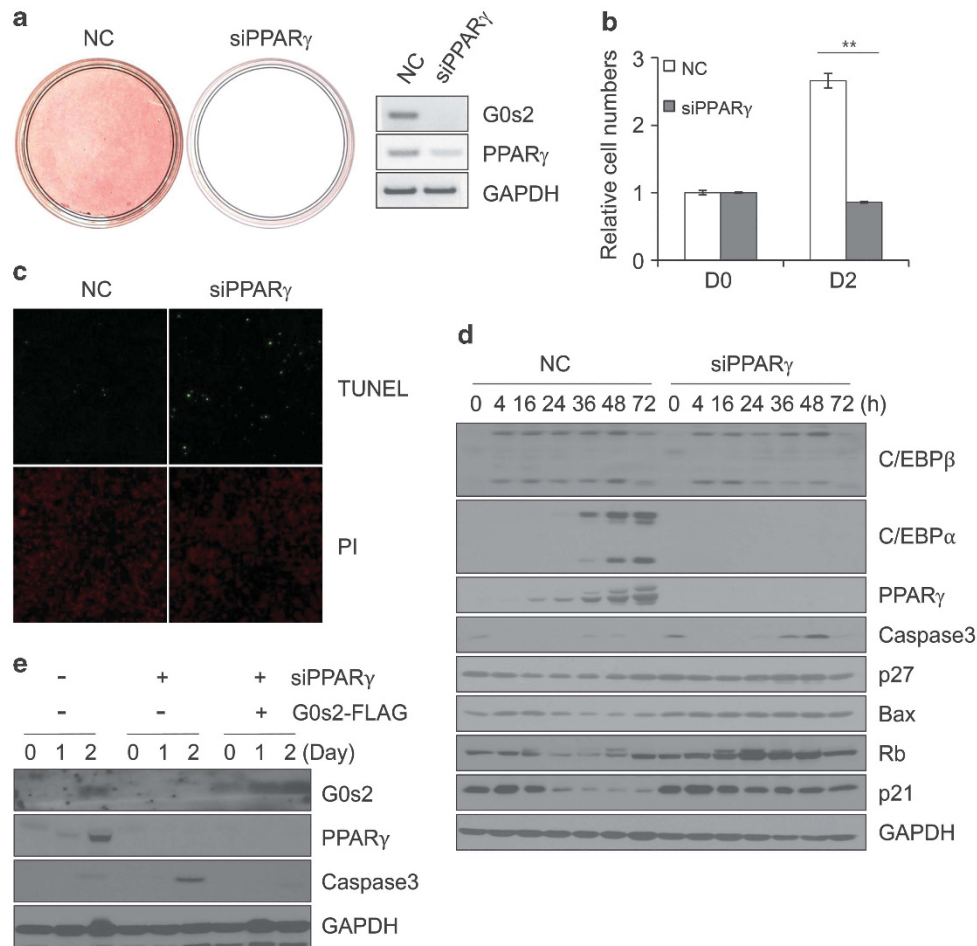 a
NC siPPARγ
NC siPPARγ
G0s2
PPARγ
GAPDH
b
Relative cell numbers
3
2
1
0
NC
siPPARγ
**
D0 D2
c
NC siPPARγ
TUNEL
PI
d
NC siPPARγ
0 4 16 24 36 48 72 0 4 16 24 36 48 72 (h)
C/EBPβ
C/EBPα
PPARγ
Caspase3
p27
Bax
Rb
p21
GAPDH
e
- + + siPPARγ
- - + G0s2-FLAG
0 1 2 0 1 2 0 1 2 (Day)
G0s2
PPARγ
Caspase3
GAPDH